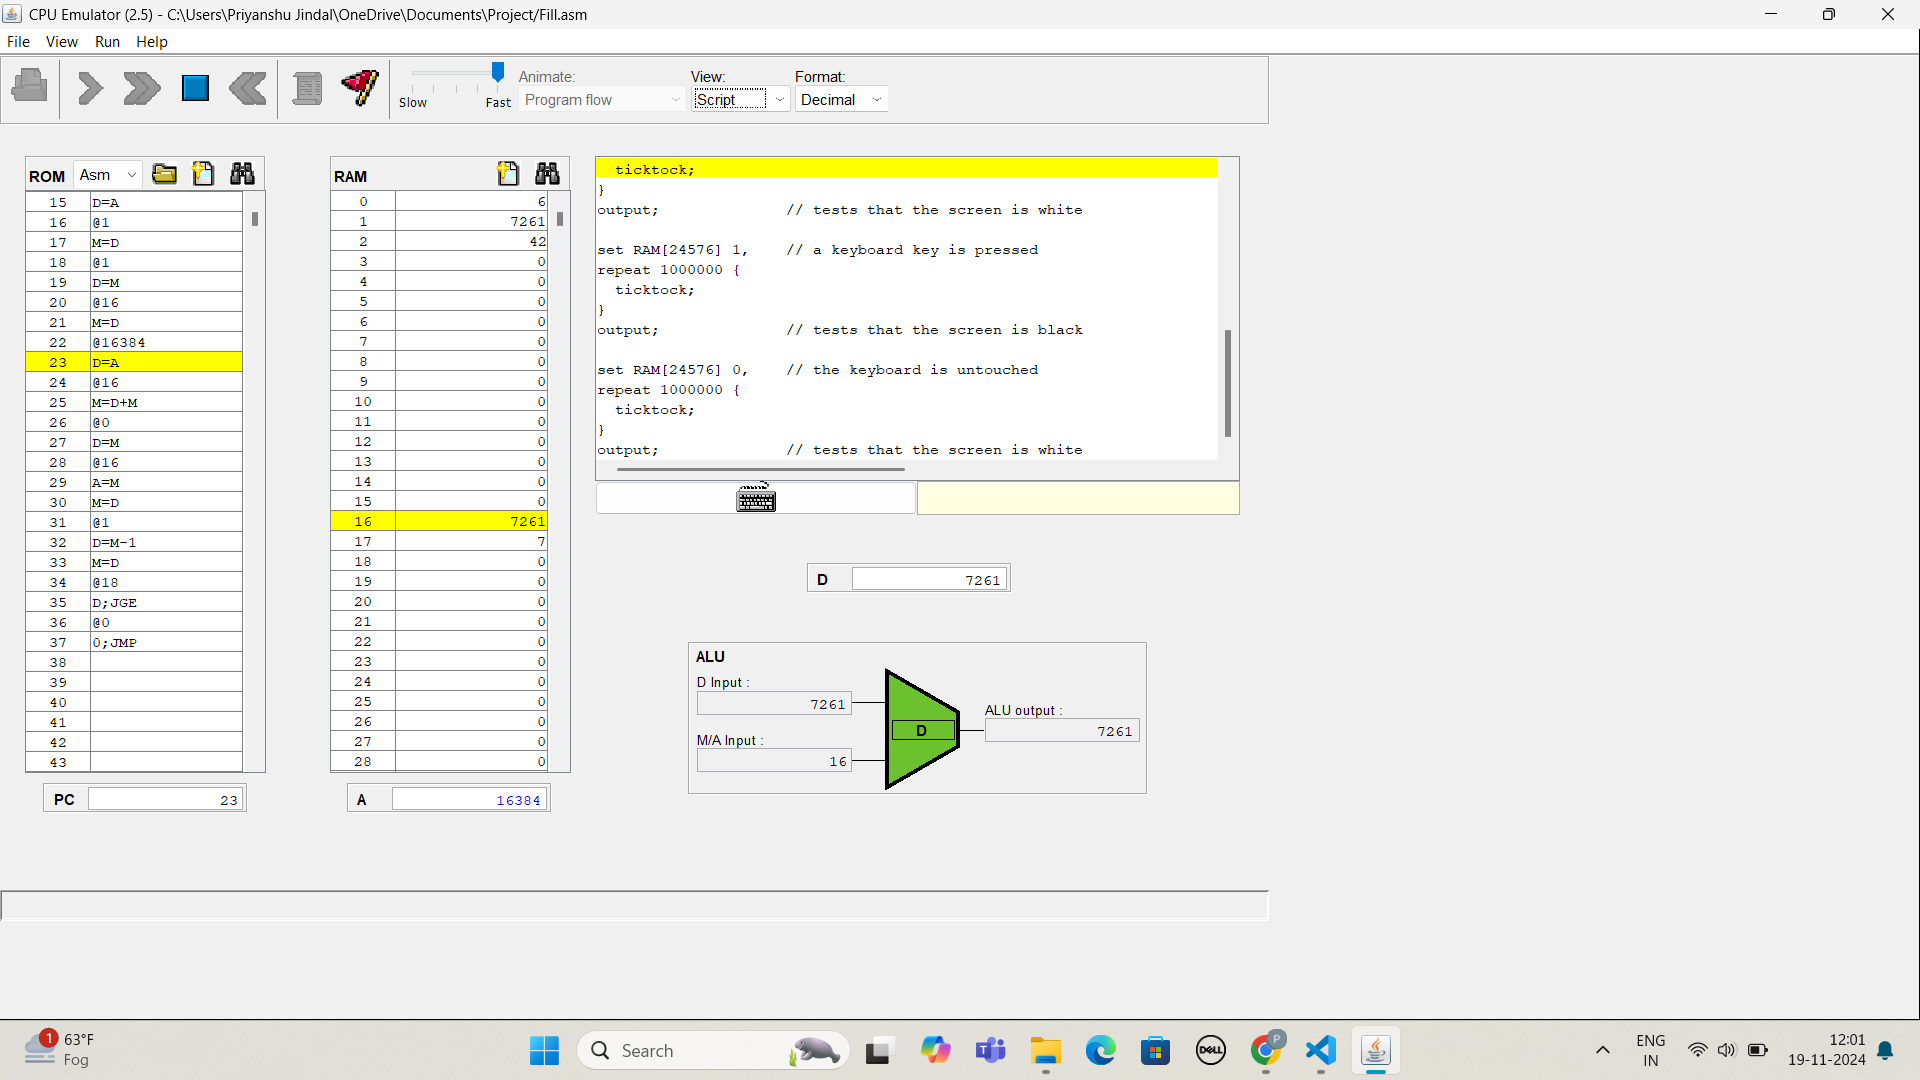 CPU Emulator (2.5) - C:\Users\Priyanshu Jindal\OneDrive\Documents\Project/Fill.asm
File View Run Help
Slow Fast
Animate:
Program flow
View:
Script
Format:
Decimal
ROM Asm
15 D=A
16 @1
17 M=D
18 @1
19 D=M
20 @16
21 M=D
22 @16384
23 D=A
24 @16
25 M=D+M
26 @0
27 D=M
28 @16
29 A=M
30 M=D
31 @1
32 D=M-1
33 M=D
34 @18
35 D;JGE
36 @0
37 0;JMP
38
39
40
41
42
43
PC 23
RAM
0 6
1 7261
2 42
3 0
4 0
5 0
6 0
7 0
8 0
9 0
10 0
11 0
12 0
13 0
14 0
15 0
16 7261
17 7
18 0
19 0
20 0
21 0
22 0
23 0
24 0
25 0
26 0
27 0
28 0
A 16384
ticktock;
}
output; // tests that the screen is white
set RAM[24576] 1, // a keyboard key is pressed
repeat 1000000 {
ticktock;
}
output; // tests that the screen is black
set RAM[24576] 0, // the keyboard is untouched
repeat 1000000 {
ticktock;
}
output; // tests that the screen is white
D 7261
ALU
D Input :
7261
M/A Input :
16
D
ALU output :
7261
1
63°F
Fog
Search
DELL
P
ENG
IN
12:01
19-11-2024